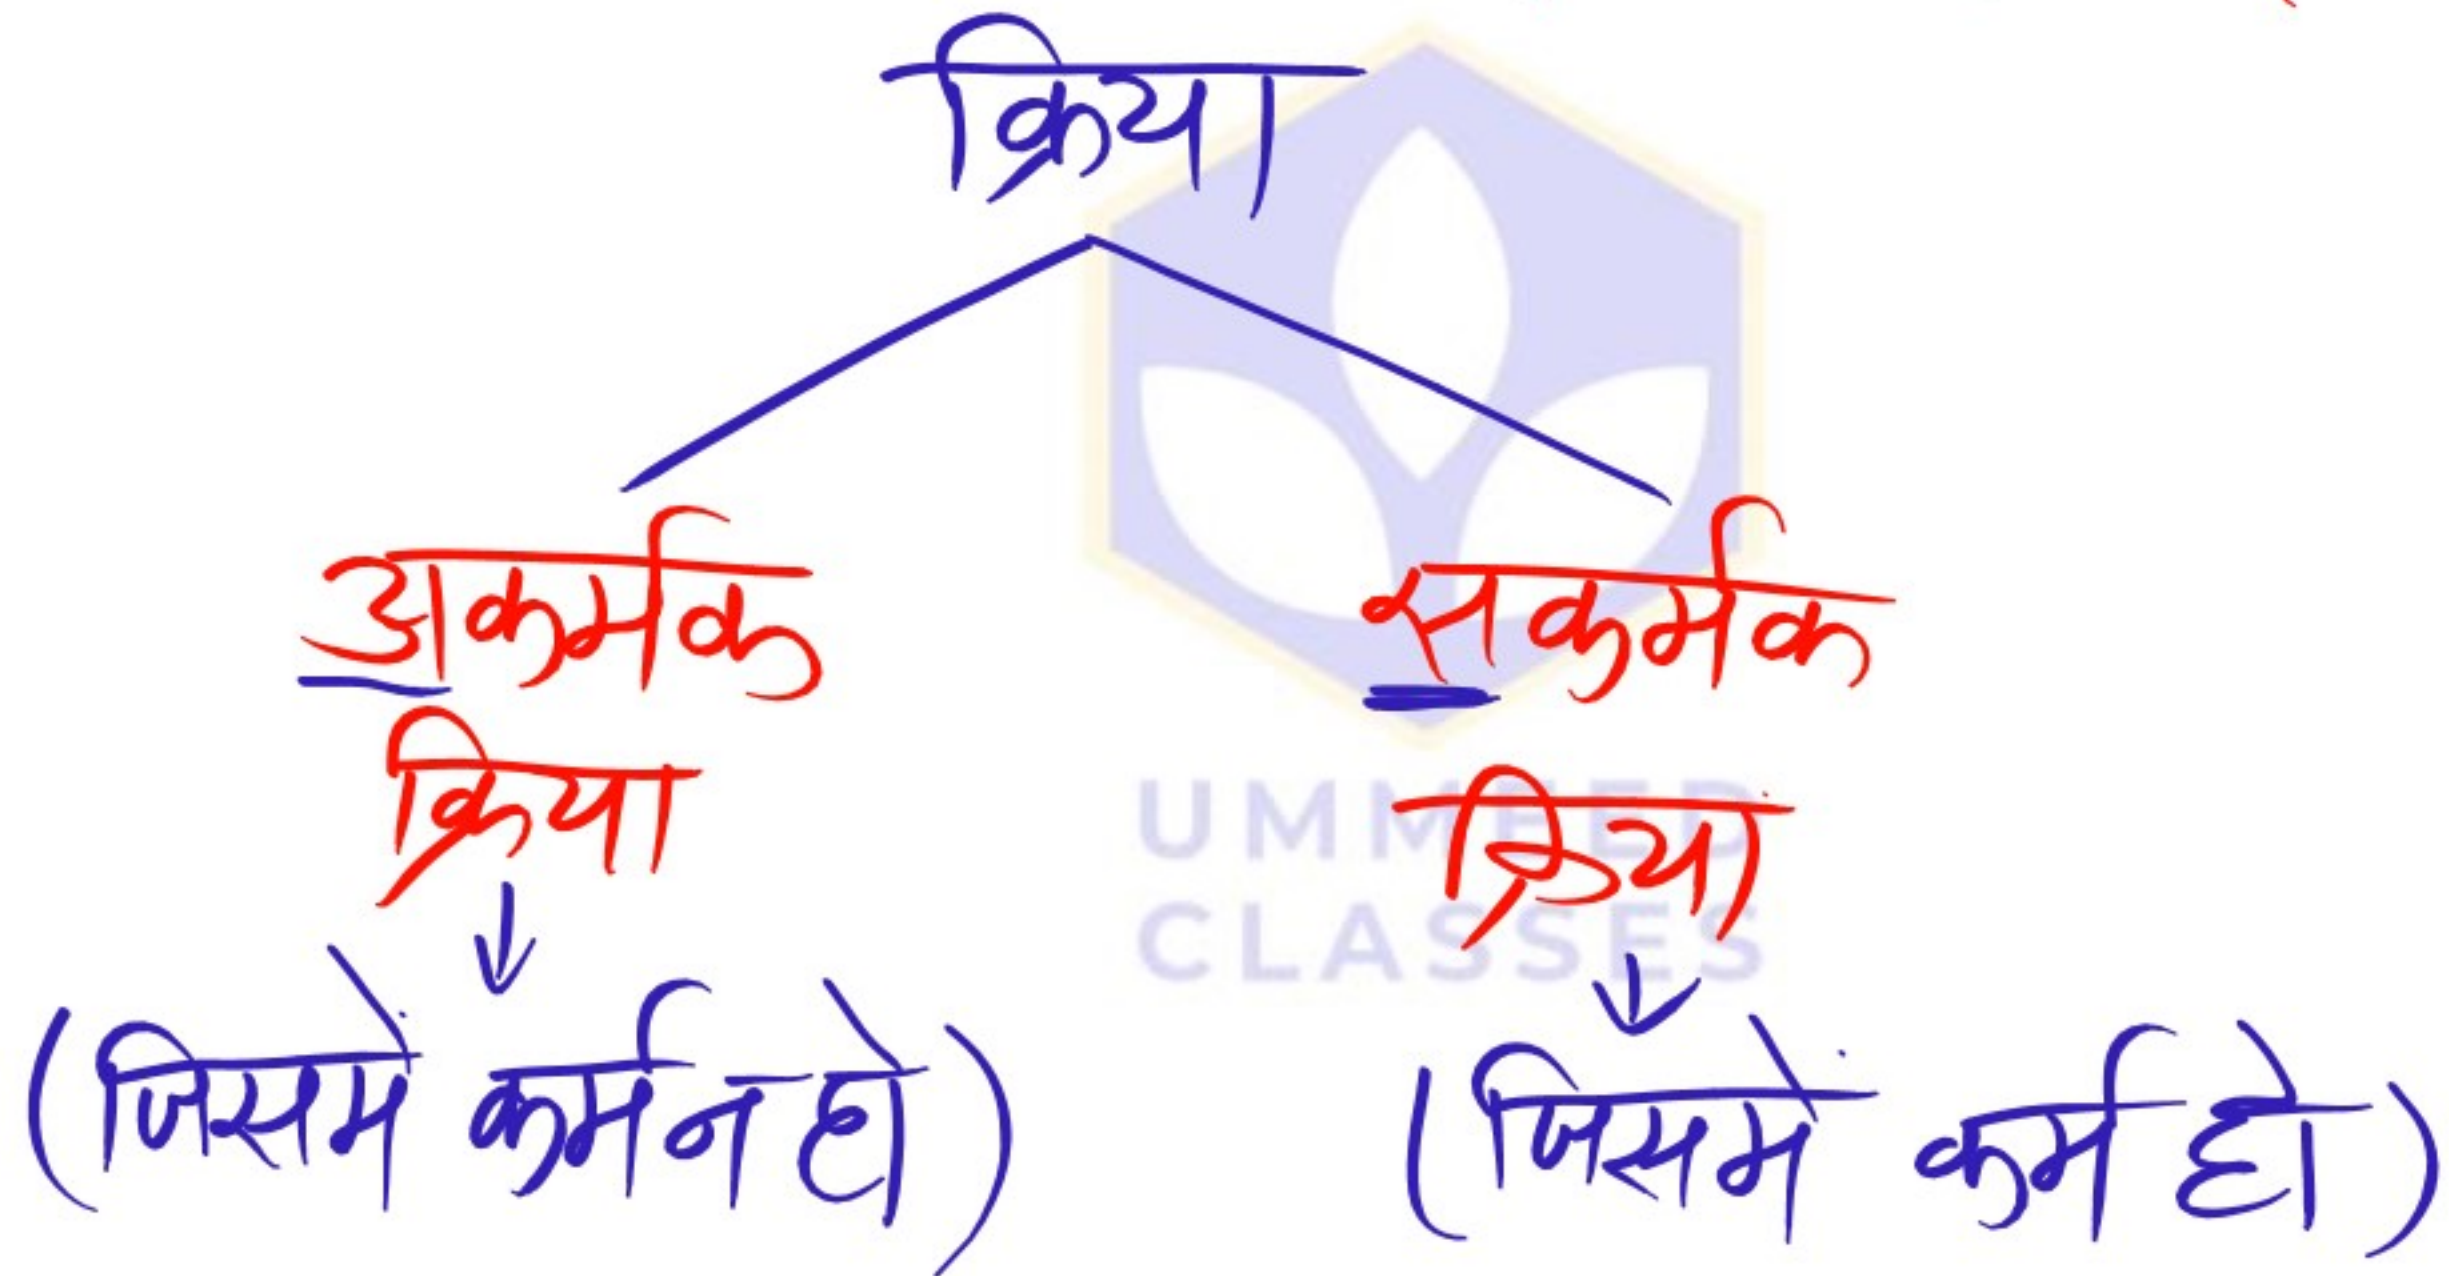 क्रिया
अकर्मक सकर्मक
क्रिया क्रिया
UMMEED
CLASSES
(जिसमें कर्म न हो) (जिसमें कर्म हो)